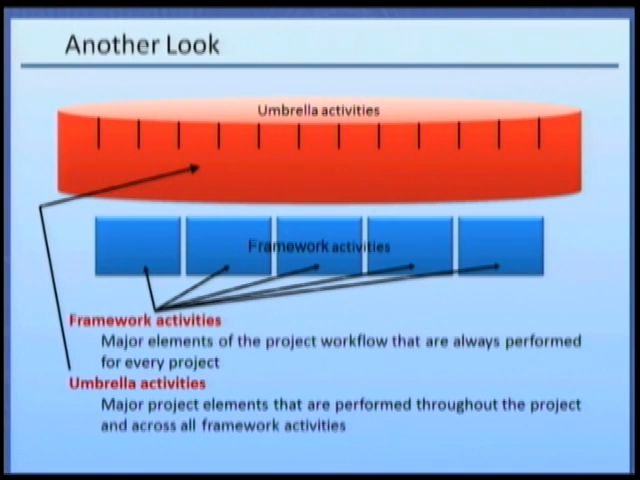 Another Look
Umbrella activities
Framework activities
Framework activities
Major elements of the project workflow that are always performed
for every project
Umbrella activities
Major project elements that are performed throughout the project
and across all framework activities